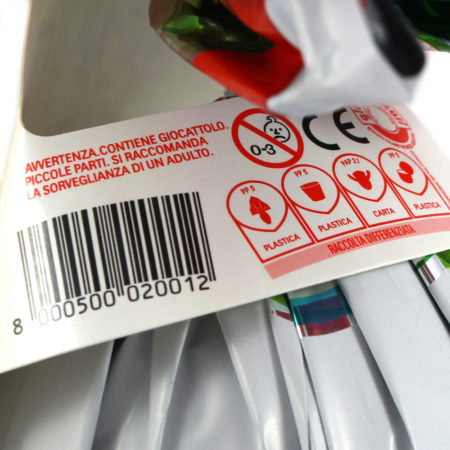 AVVERTENZA.CONTIENE GIOCATTOLO.
PICCOLE PARTI. SI RACCOMANDA
LA SORVEGLIANZA DI UN ADULTO.
0-3
CE
PP 5
PP 5
PAP 21
PP 5
PLASTICA
PLASTICA
CARTA
PLASTICA
RACCOLTA DIFFERENZIATA
8 000500 020012